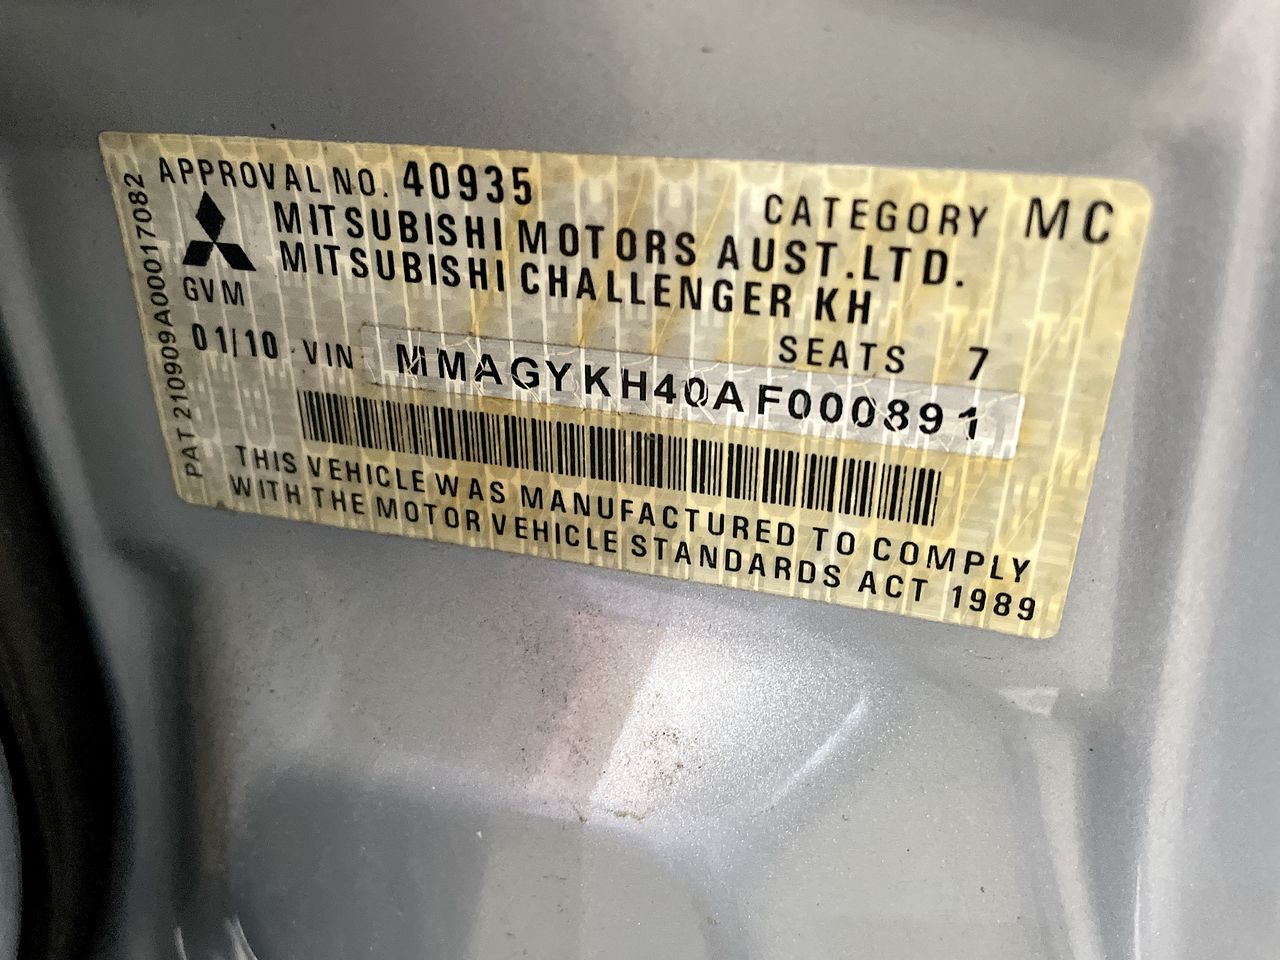 APPROVAL NO. 40935 CATEGORY MC
MITSUBISHI MOTORS AUST.LTD.
MITSUBISHI CHALLENGER KH
GVM SEATS 7
01/10 VIN MMAGYKH40AF000891
THIS VEHICLE WAS MANUFACTURED TO COMPLY
WITH THE MOTOR VEHICLE STANDARDS ACT 1989
PAT 210909A00017082